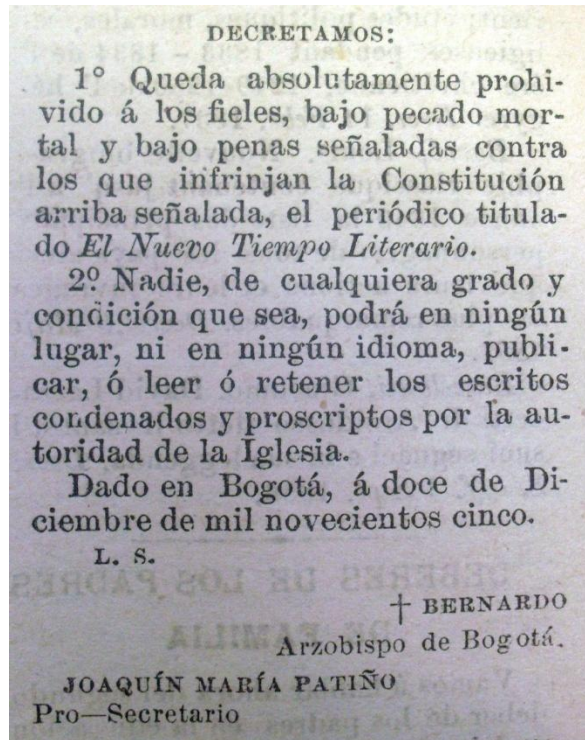 DECRETAMOS:
1º Queda absolutamente prohi-
vido á los fieles, bajo pecado mor-
tal y bajo penas señaladas contra
los que infrinjan la Constitución
arriba señalada, el periódico titula-
do El Nuevo Tiempo Literario.
2º Nadie, de cualquiera grado y
condición que sea, podrá en ningún
lugar, ni en ningún idioma, publi-
car, ó leer ó retener los escritos
condenados y proscriptos por la au-
toridad de la Iglesia.
Dado en Bogotá, á doce de Di-
ciembre de mil novecientos cinco.
L. S.
† BERNARDO
Arzobispo de Bogotá.
JOAQUÍN MARÍA PATIÑO
Pro—Secretario